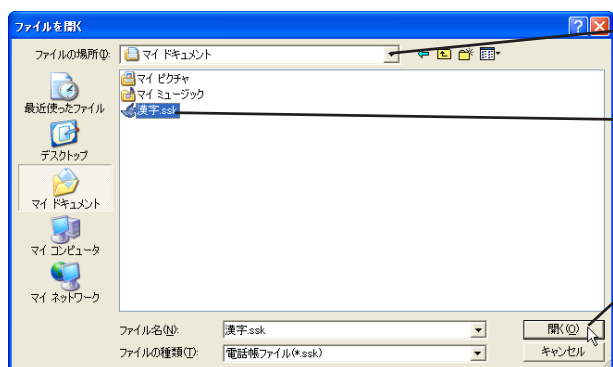 ファイルを開く
ファイルの場所(I):
マイ ドキュメント
最近使ったファイル
デスクトップ
マイ ドキュメント
マイ コンピュータ
マイ ネットワーク
マイ ピクチャ
マイ ミュージック
漢字.ssk
ファイル名(N):
漢字.ssk
開く(O)
ファイルの種類(T):
電話帳ファイル(*.ssk)
キャンセル